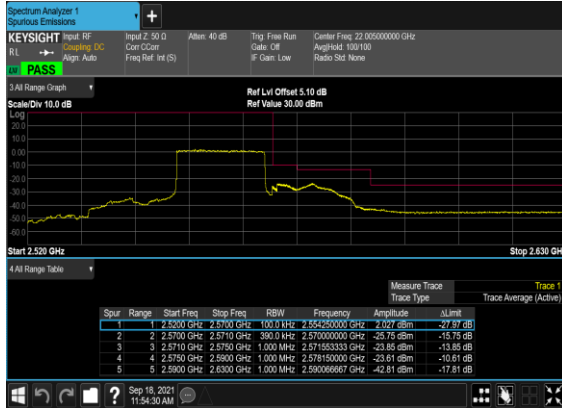 Spectrum Analyzer 1
Spurious Emissions
+
KEYSIGHT Input: RF Input Z: 50 Ω Atten: 40 dB Trig: Free Run Center Freq: 22.005000000 GHz
RL Coupling: DC Corr CCorr Gate: Off Avg|Hold: 100/100
Align: Auto Freq Ref: Int (S) IF Gain: Low Radio Std: None
PASS
3 All Range Graph
Ref Lvl Offset 5.10 dB
Scale/Div 10.0 dB Ref Value 30.00 dBm
Log
20.0
10.0
0.00
-10.0
-20.0
-30.0
-40.0
-50.0
-60.0
Start 2.520 GHz Stop 2.630 GH
4 All Range Table
Measure Trace Trace 1
Trace Type Trace Average (Active)
Spur Range Start Freq Stop Freq RBW Frequency Amplitude ΔLimit
1 1 2.5200 GHz 2.5700 GHz 100.0 kHz 2.554250000 GHz 2.027 dBm -27.97 dB
2 2 2.5700 GHz 2.5710 GHz 390.0 kHz 2.570000000 GHz -25.75 dBm -15.75 dB
3 3 2.5710 GHz 2.5750 GHz 1.000 MHz 2.571553333 GHz -23.85 dBm -13.85 dB
4 4 2.5750 GHz 2.5900 GHz 1.000 MHz 2.578150000 GHz -23.61 dBm -10.61 dB
5 5 2.5900 GHz 2.6300 GHz 1.000 MHz 2.590066667 GHz -42.81 dBm -17.81 dB
? Sep 18, 2021
11:54:30 AM